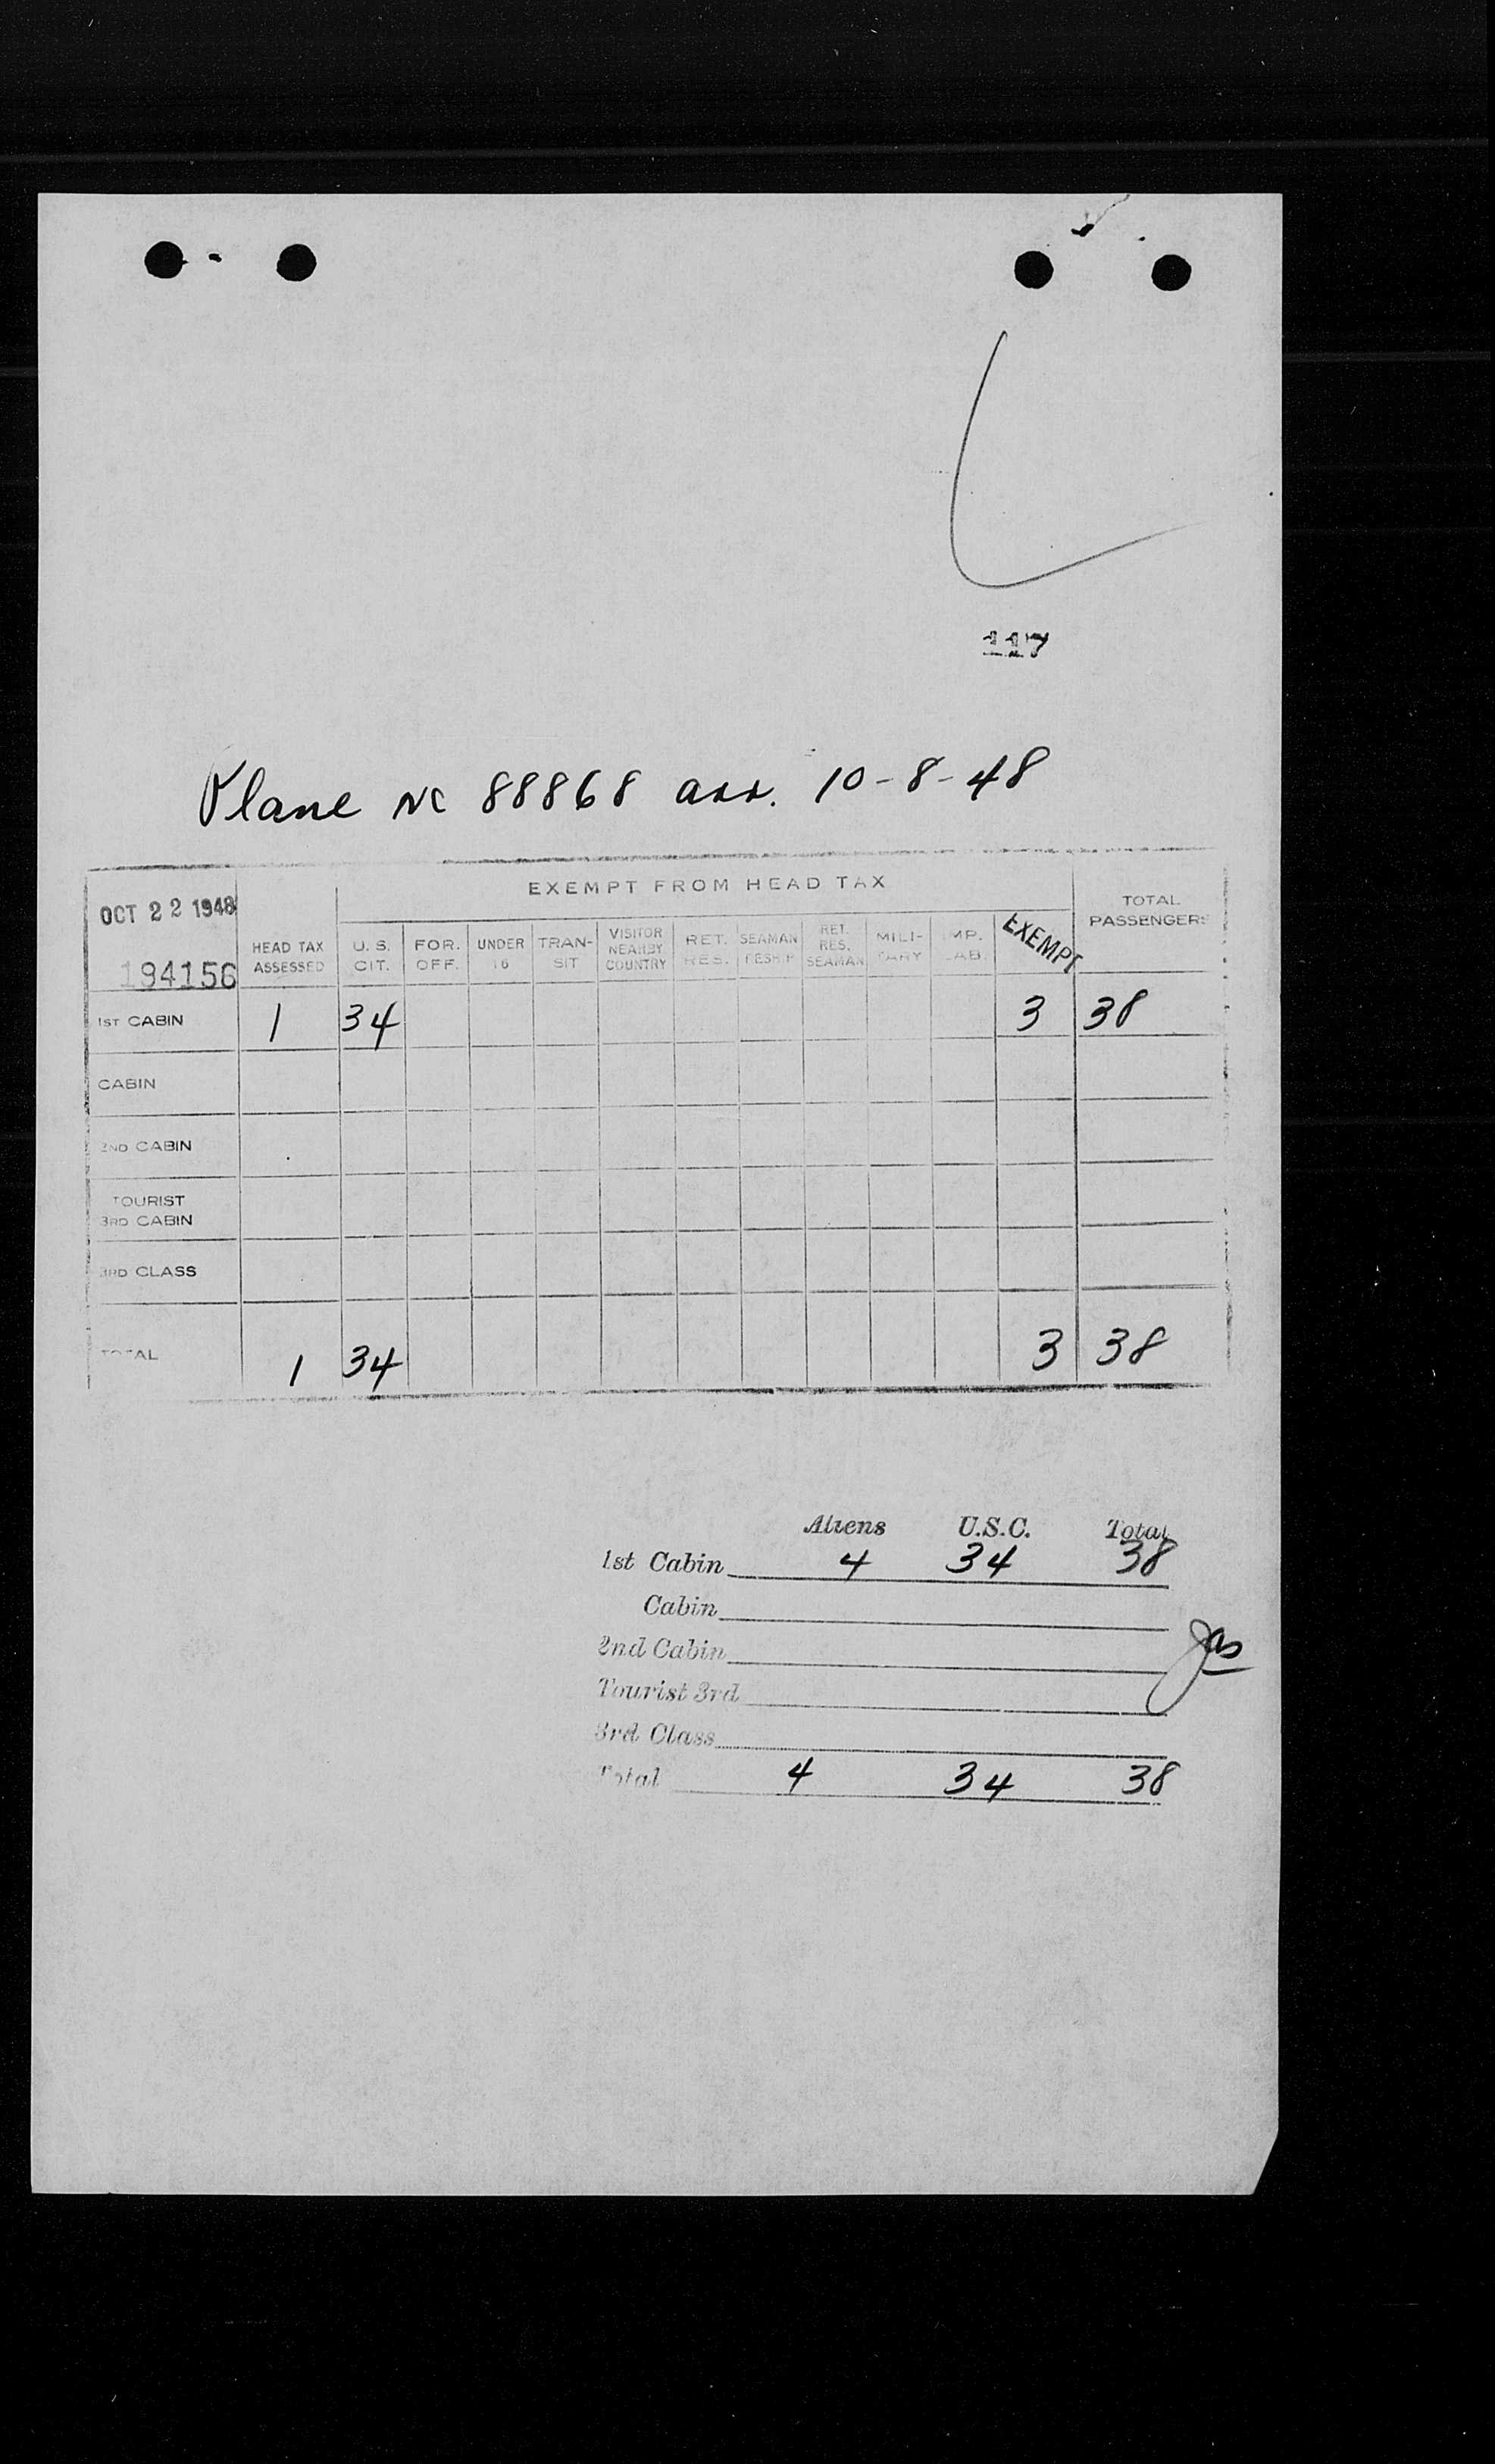 117
Plane NC 88868 arr. 10-8-48
EXEMPT FROM HEAD TAX
OCT 22 1948
194156
HEAD TAX ASSESSED
U. S. CIT.
FOR. OFF.
UNDER 16
TRAN- SIT
VISITOR NEARBY COUNTRY
RET. RES.
SEAMAN RESHIP
RET. RES. SEAMAN
MILI- TARY
IMP. LAB.
EXEMPT
TOTAL PASSENGERS
1ST CABIN 1 34 3 38
CABIN
2ND CABIN
TOURIST
3RD CABIN
3RD CLASS
TOTAL 1 34 3 38
Aliens U.S.C. Total
1st Cabin 4 34 38
Cabin
2nd Cabin
Tourist 3rd
3rd Class
Total 4 34 38